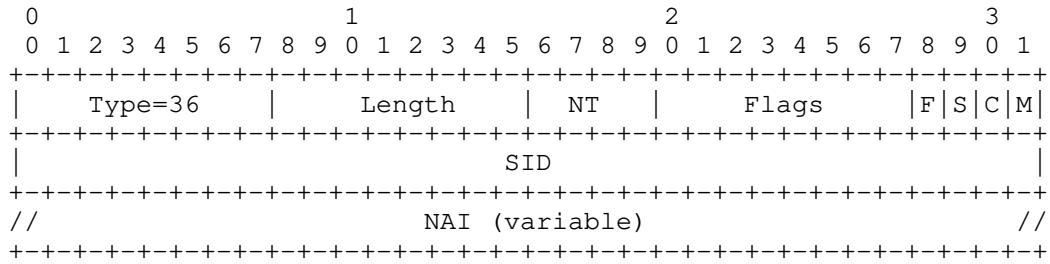 0                   1                   2                   3
 0 1 2 3 4 5 6 7 8 9 0 1 2 3 4 5 6 7 8 9 0 1 2 3 4 5 6 7 8 9 0 1
+-+-+-+-+-+-+-+-+-+-+-+-+-+-+-+-+-+-+-+-+-+-+-+-+-+-+-+-+-+-+-+-+
|    Type=36    |     Length    |  NT   |     Flags     |F|S|C|M|
+-+-+-+-+-+-+-+-+-+-+-+-+-+-+-+-+-+-+-+-+-+-+-+-+-+-+-+-+-+-+-+-+
|                              SID                              |
+-+-+-+-+-+-+-+-+-+-+-+-+-+-+-+-+-+-+-+-+-+-+-+-+-+-+-+-+-+-+-+-+
//                        NAI (variable)                       //
+-+-+-+-+-+-+-+-+-+-+-+-+-+-+-+-+-+-+-+-+-+-+-+-+-+-+-+-+-+-+-+-+